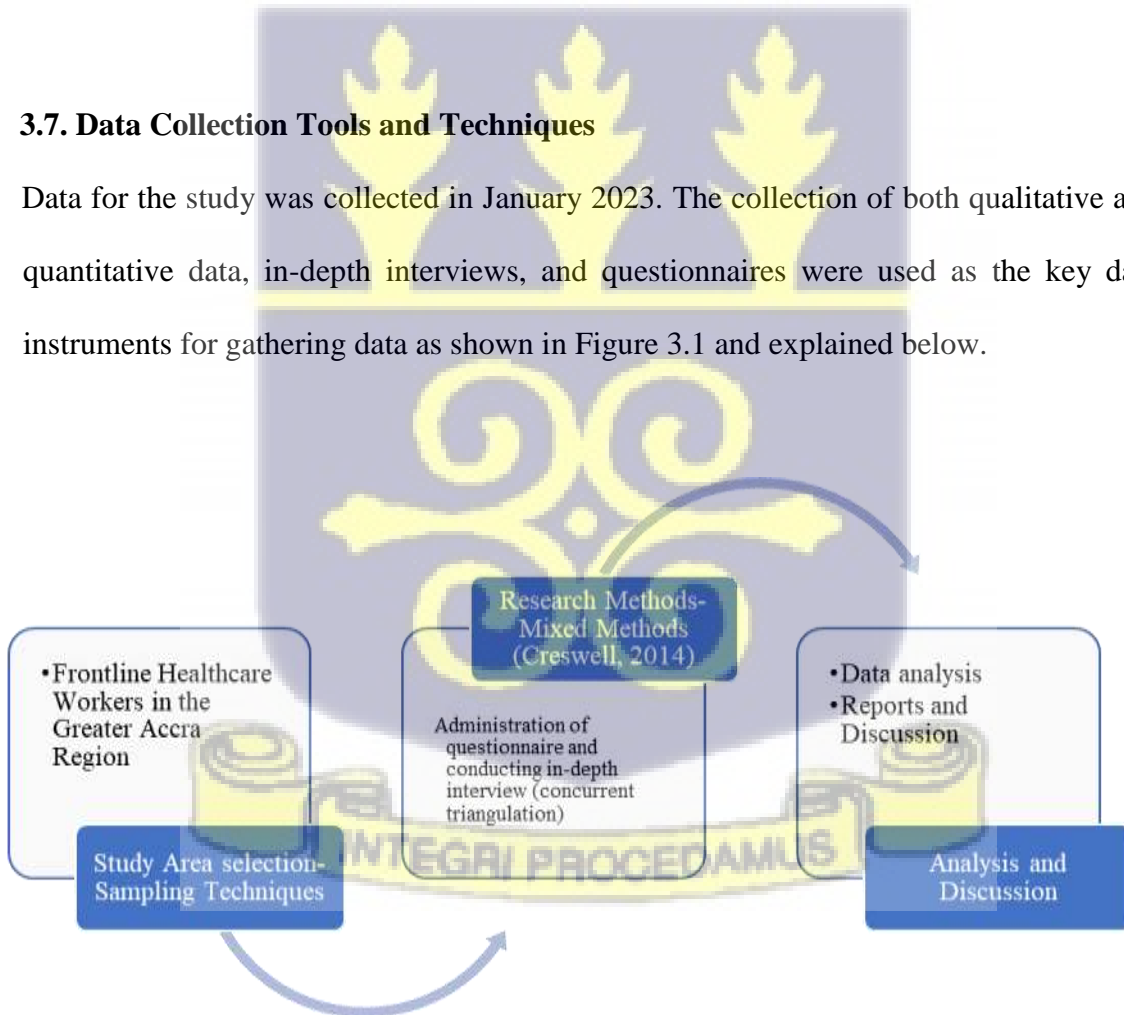 3.7. Data Collection Tools and Techniques
Data for the study was collected in January 2023. The collection of both qualitative a
quantitative data, in-depth interviews, and questionnaires were used as the key da
instruments for gathering data as shown in Figure 3.1 and explained below.
•Frontline Healthcare
Workers in the
Greater Accra
Region
Study Area selection-
Sampling Techniques
Research Methods-
Mixed Methods
(Creswell, 2014)
Administration of
questionnaire and
conducting in-depth
interview (concurrent
triangulation)
•Data analysis
•Reports and
Discussion
Analysis and
Discussion
INTEGRI PROCEDAMUS